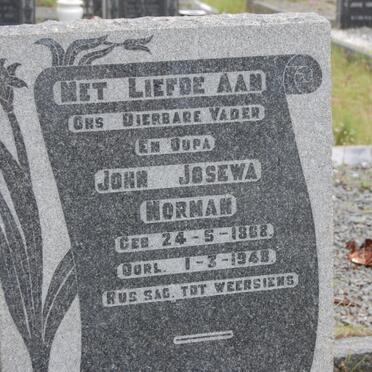 MET LIEFDE AAN
ONS DIERBARE VADER
EN OUPA
JOHN JOSEWA
NORMAN
GEB. 24-5-1868
OORL. 1-3-1948
RUS SAG. TOT WEERSIENS